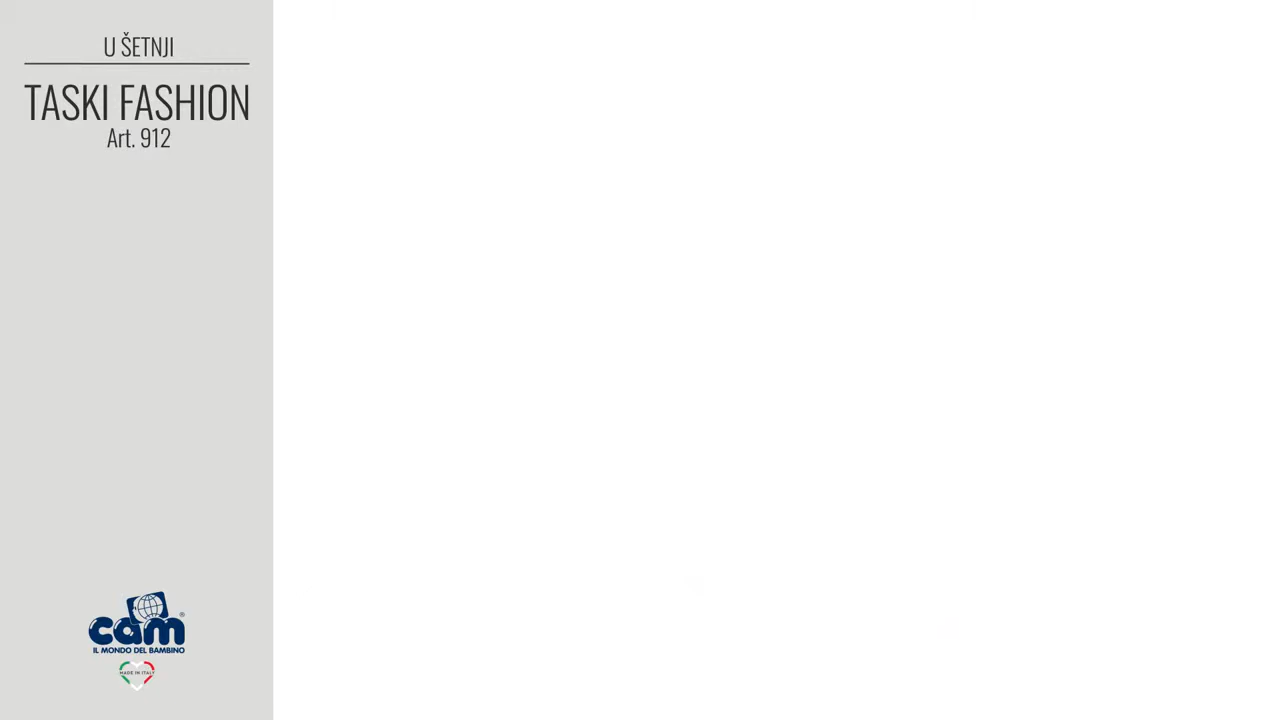 U ŠETNJI
TASKI FASHION
Art. 912
cam®
IL MONDO DEL BAMBINO
MADE IN ITALY